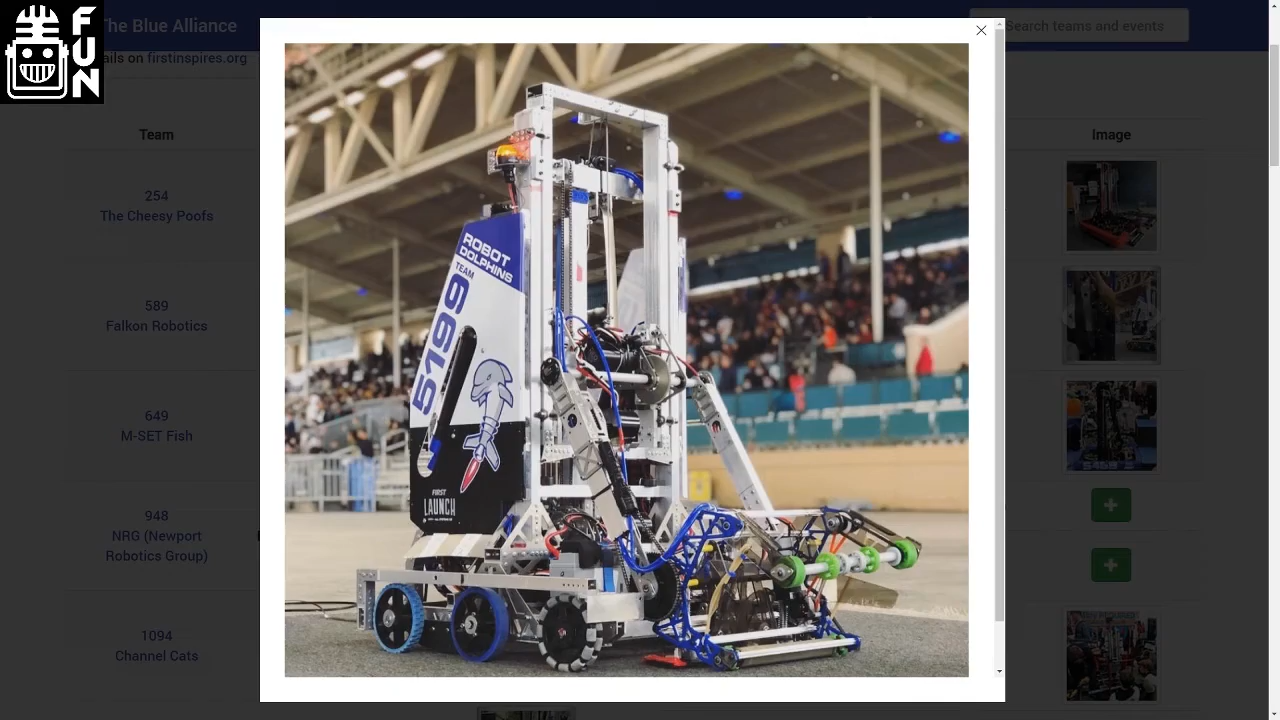 FUN
The Blue Alliance
Search teams and events
ails on firstinspires.org
Team
Image
254
The Cheesy Poofs
589
Falkon Robotics
649
M-SET Fish
948
NRG (Newport
Robotics Group)
1094
Channel Cats
ROBOT
DOLPHINS
TEAM
5199
FIRST
LAUNCH